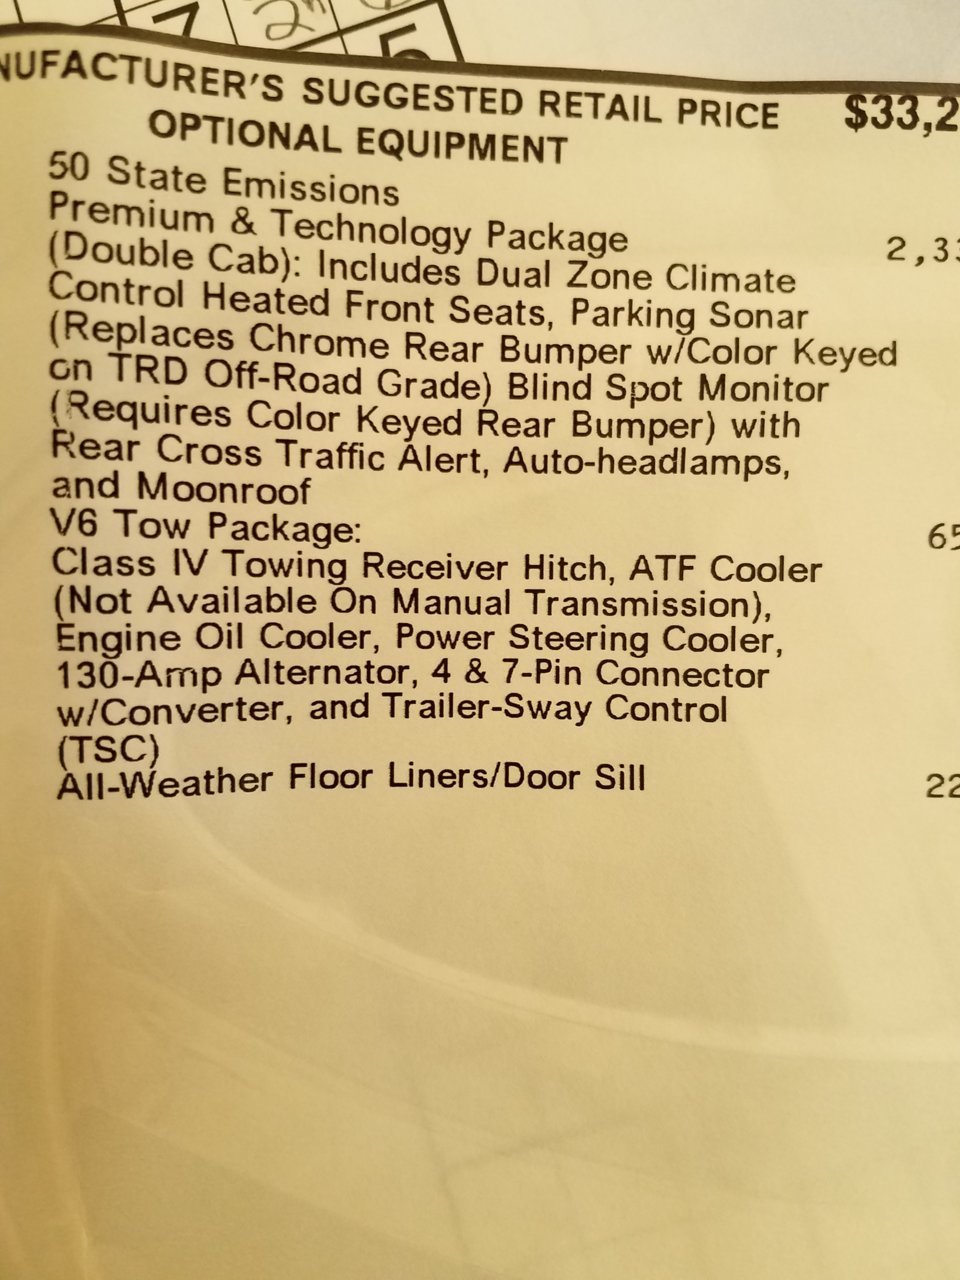 7 2 5
NUFACTURER'S SUGGESTED RETAIL PRICE $33,2
OPTIONAL EQUIPMENT
50 State Emissions
Premium & Technology Package 2,33
(Double Cab): Includes Dual Zone Climate
Control Heated Front Seats, Parking Sonar
(Replaces Chrome Rear Bumper w/Color Keyed
on TRD Off-Road Grade) Blind Spot Monitor
(Requires Color Keyed Rear Bumper) with
Rear Cross Traffic Alert, Auto-headlamps,
and Moonroof
V6 Tow Package: 65
Class IV Towing Receiver Hitch, ATF Cooler
(Not Available On Manual Transmission),
Engine Oil Cooler, Power Steering Cooler,
130-Amp Alternator, 4 & 7-Pin Connector
w/Converter, and Trailer-Sway Control
(TSC)
All-Weather Floor Liners/Door Sill 22